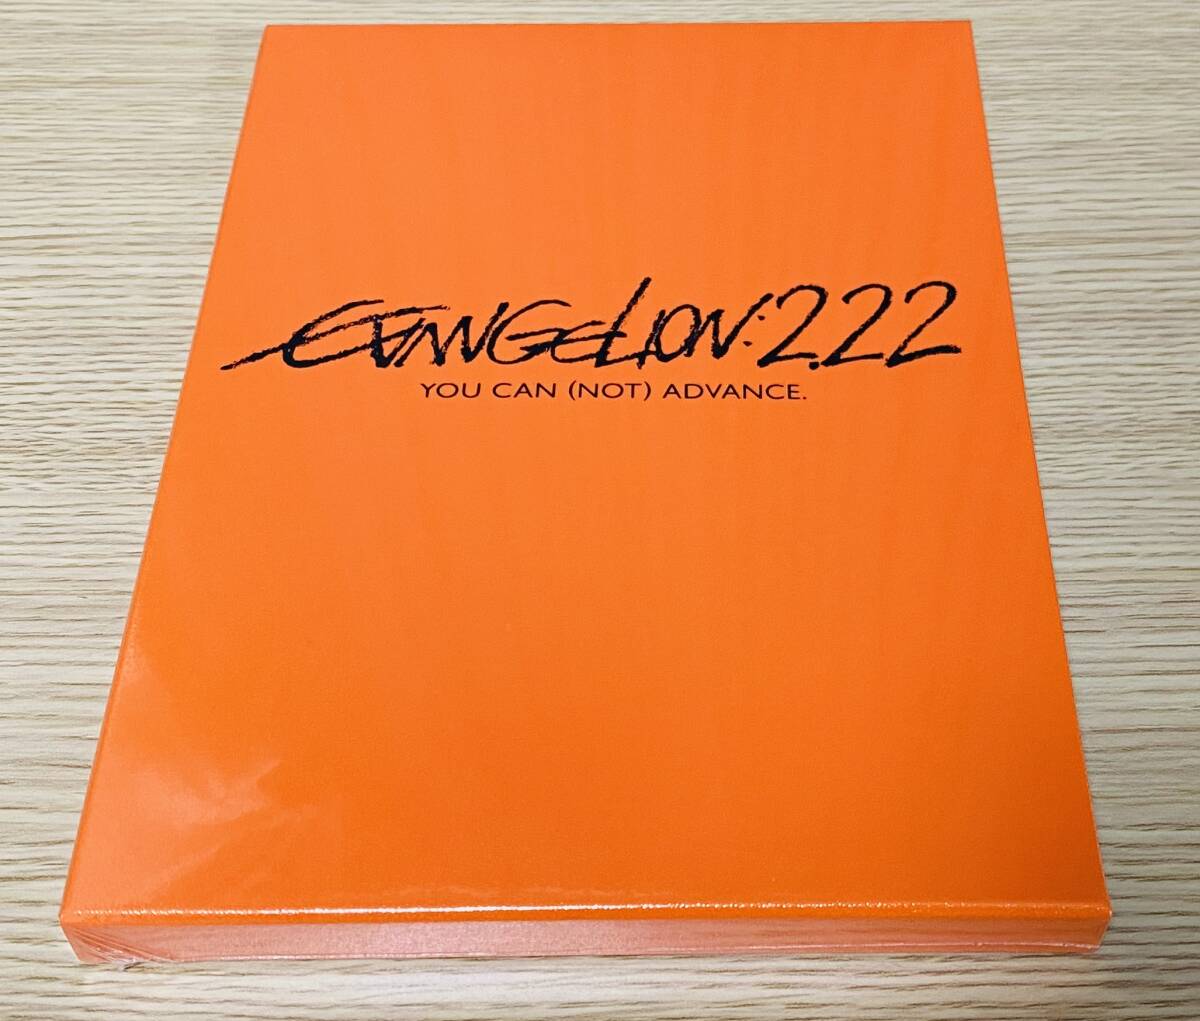 EVANGELION:2.22
YOU CAN (NOT) ADVANCE.